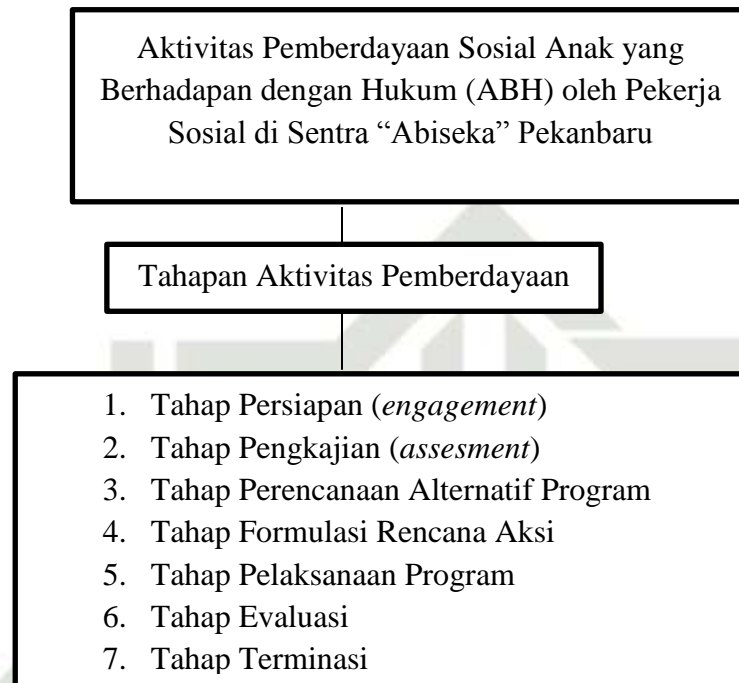 Aktivitas Pemberdayaan Sosial Anak yang
Berhadapan dengan Hukum (ABH) oleh Pekerja
Sosial di Sentra “Abiseka” Pekanbaru
Tahapan Aktivitas Pemberdayaan
1. Tahap Persiapan (engagement)
2. Tahap Pengkajian (assesment)
3. Tahap Perencanaan Alternatif Program
4. Tahap Formulasi Rencana Aksi
5. Tahap Pelaksanaan Program
6. Tahap Evaluasi
7. Tahap Terminasi